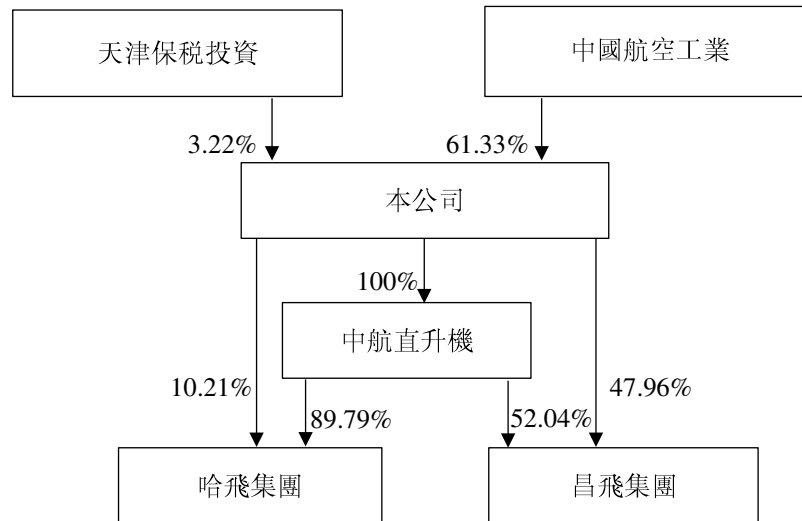 天津保税投資
中國航空工業
3.22%
61.33%
本公司
100%
中航直升機
10.21%
89.79%
52.04%
47.96%
哈飛集團
昌飛集團